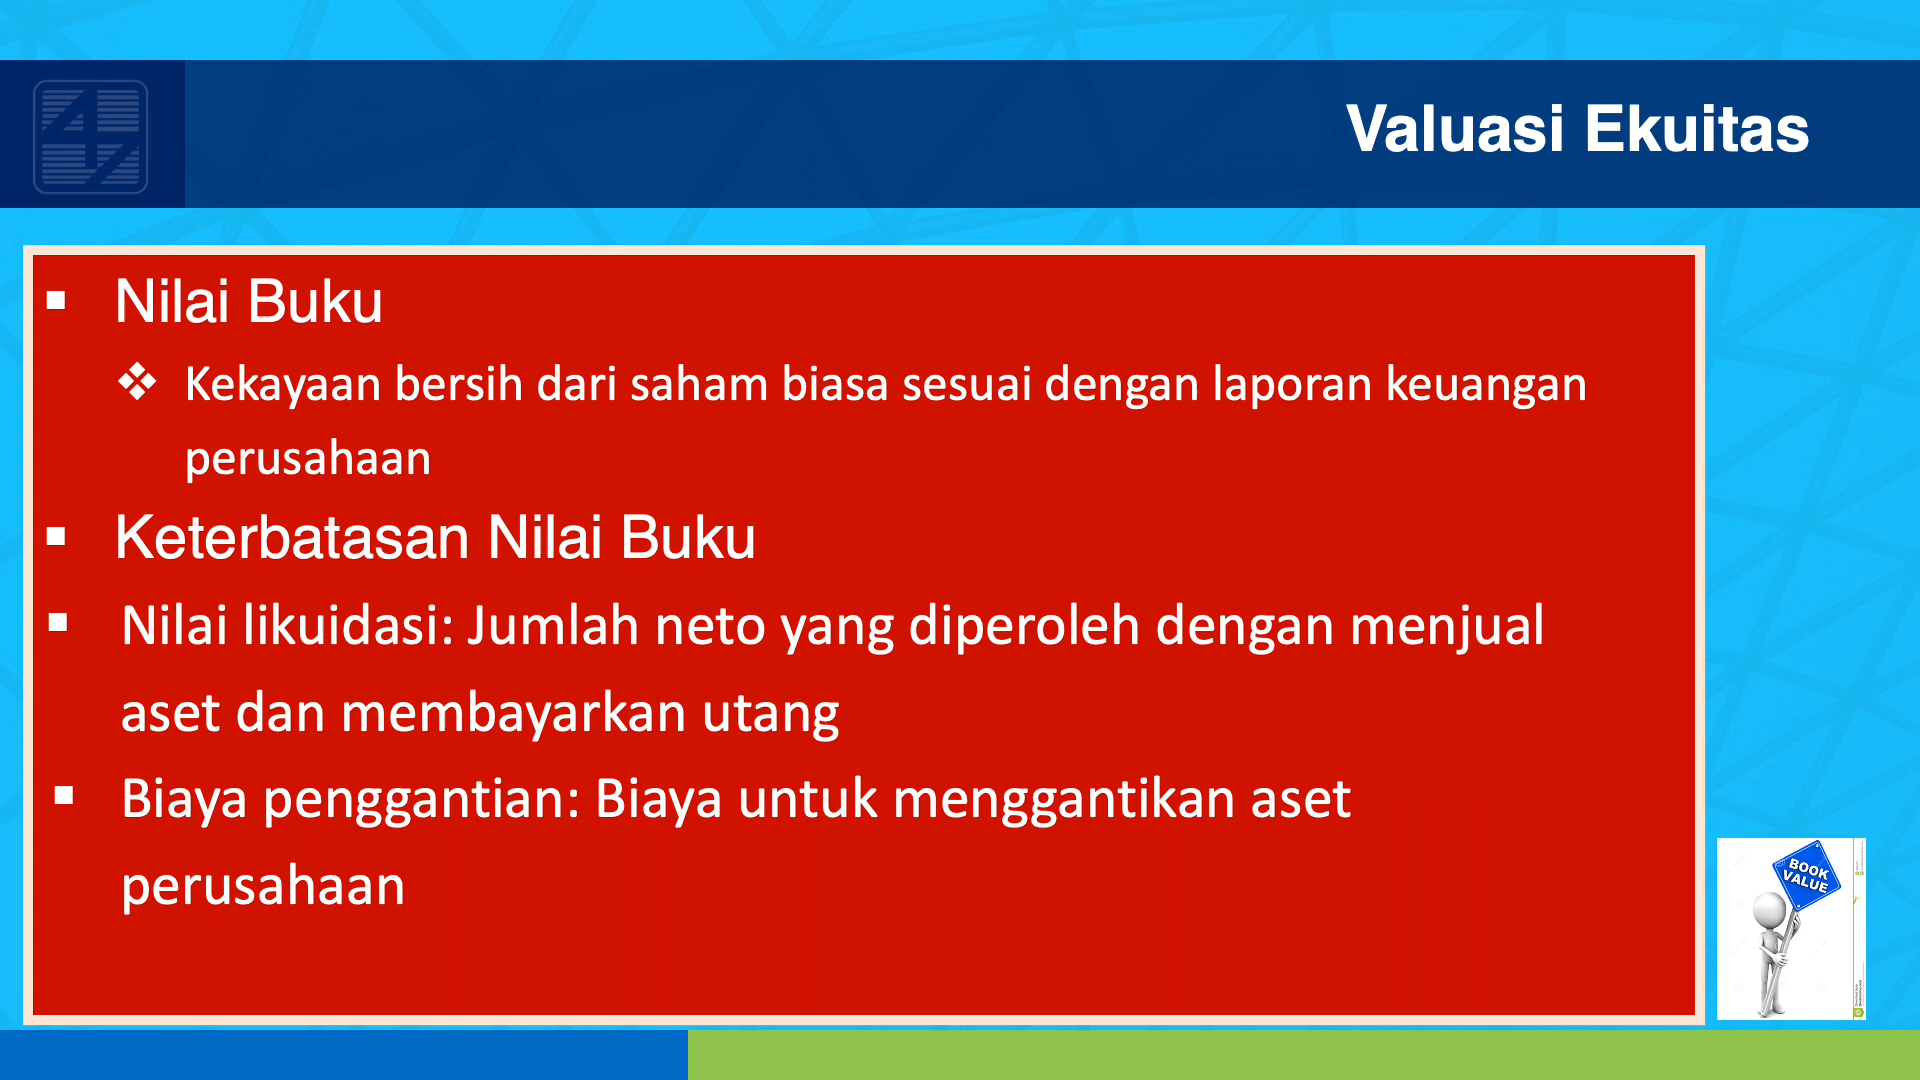 Valuasi Ekuitas
Nilai Buku
Kekayaan bersih dari saham biasa sesuai dengan laporan keuangan
perusahaan
Keterbatasan Nilai Buku
Nilai likuidasi: Jumlah neto yang diperoleh dengan menjual
aset dan membayarkan utang
Biaya penggantian: Biaya untuk menggantikan aset
perusahaan
BOOK
VALUE